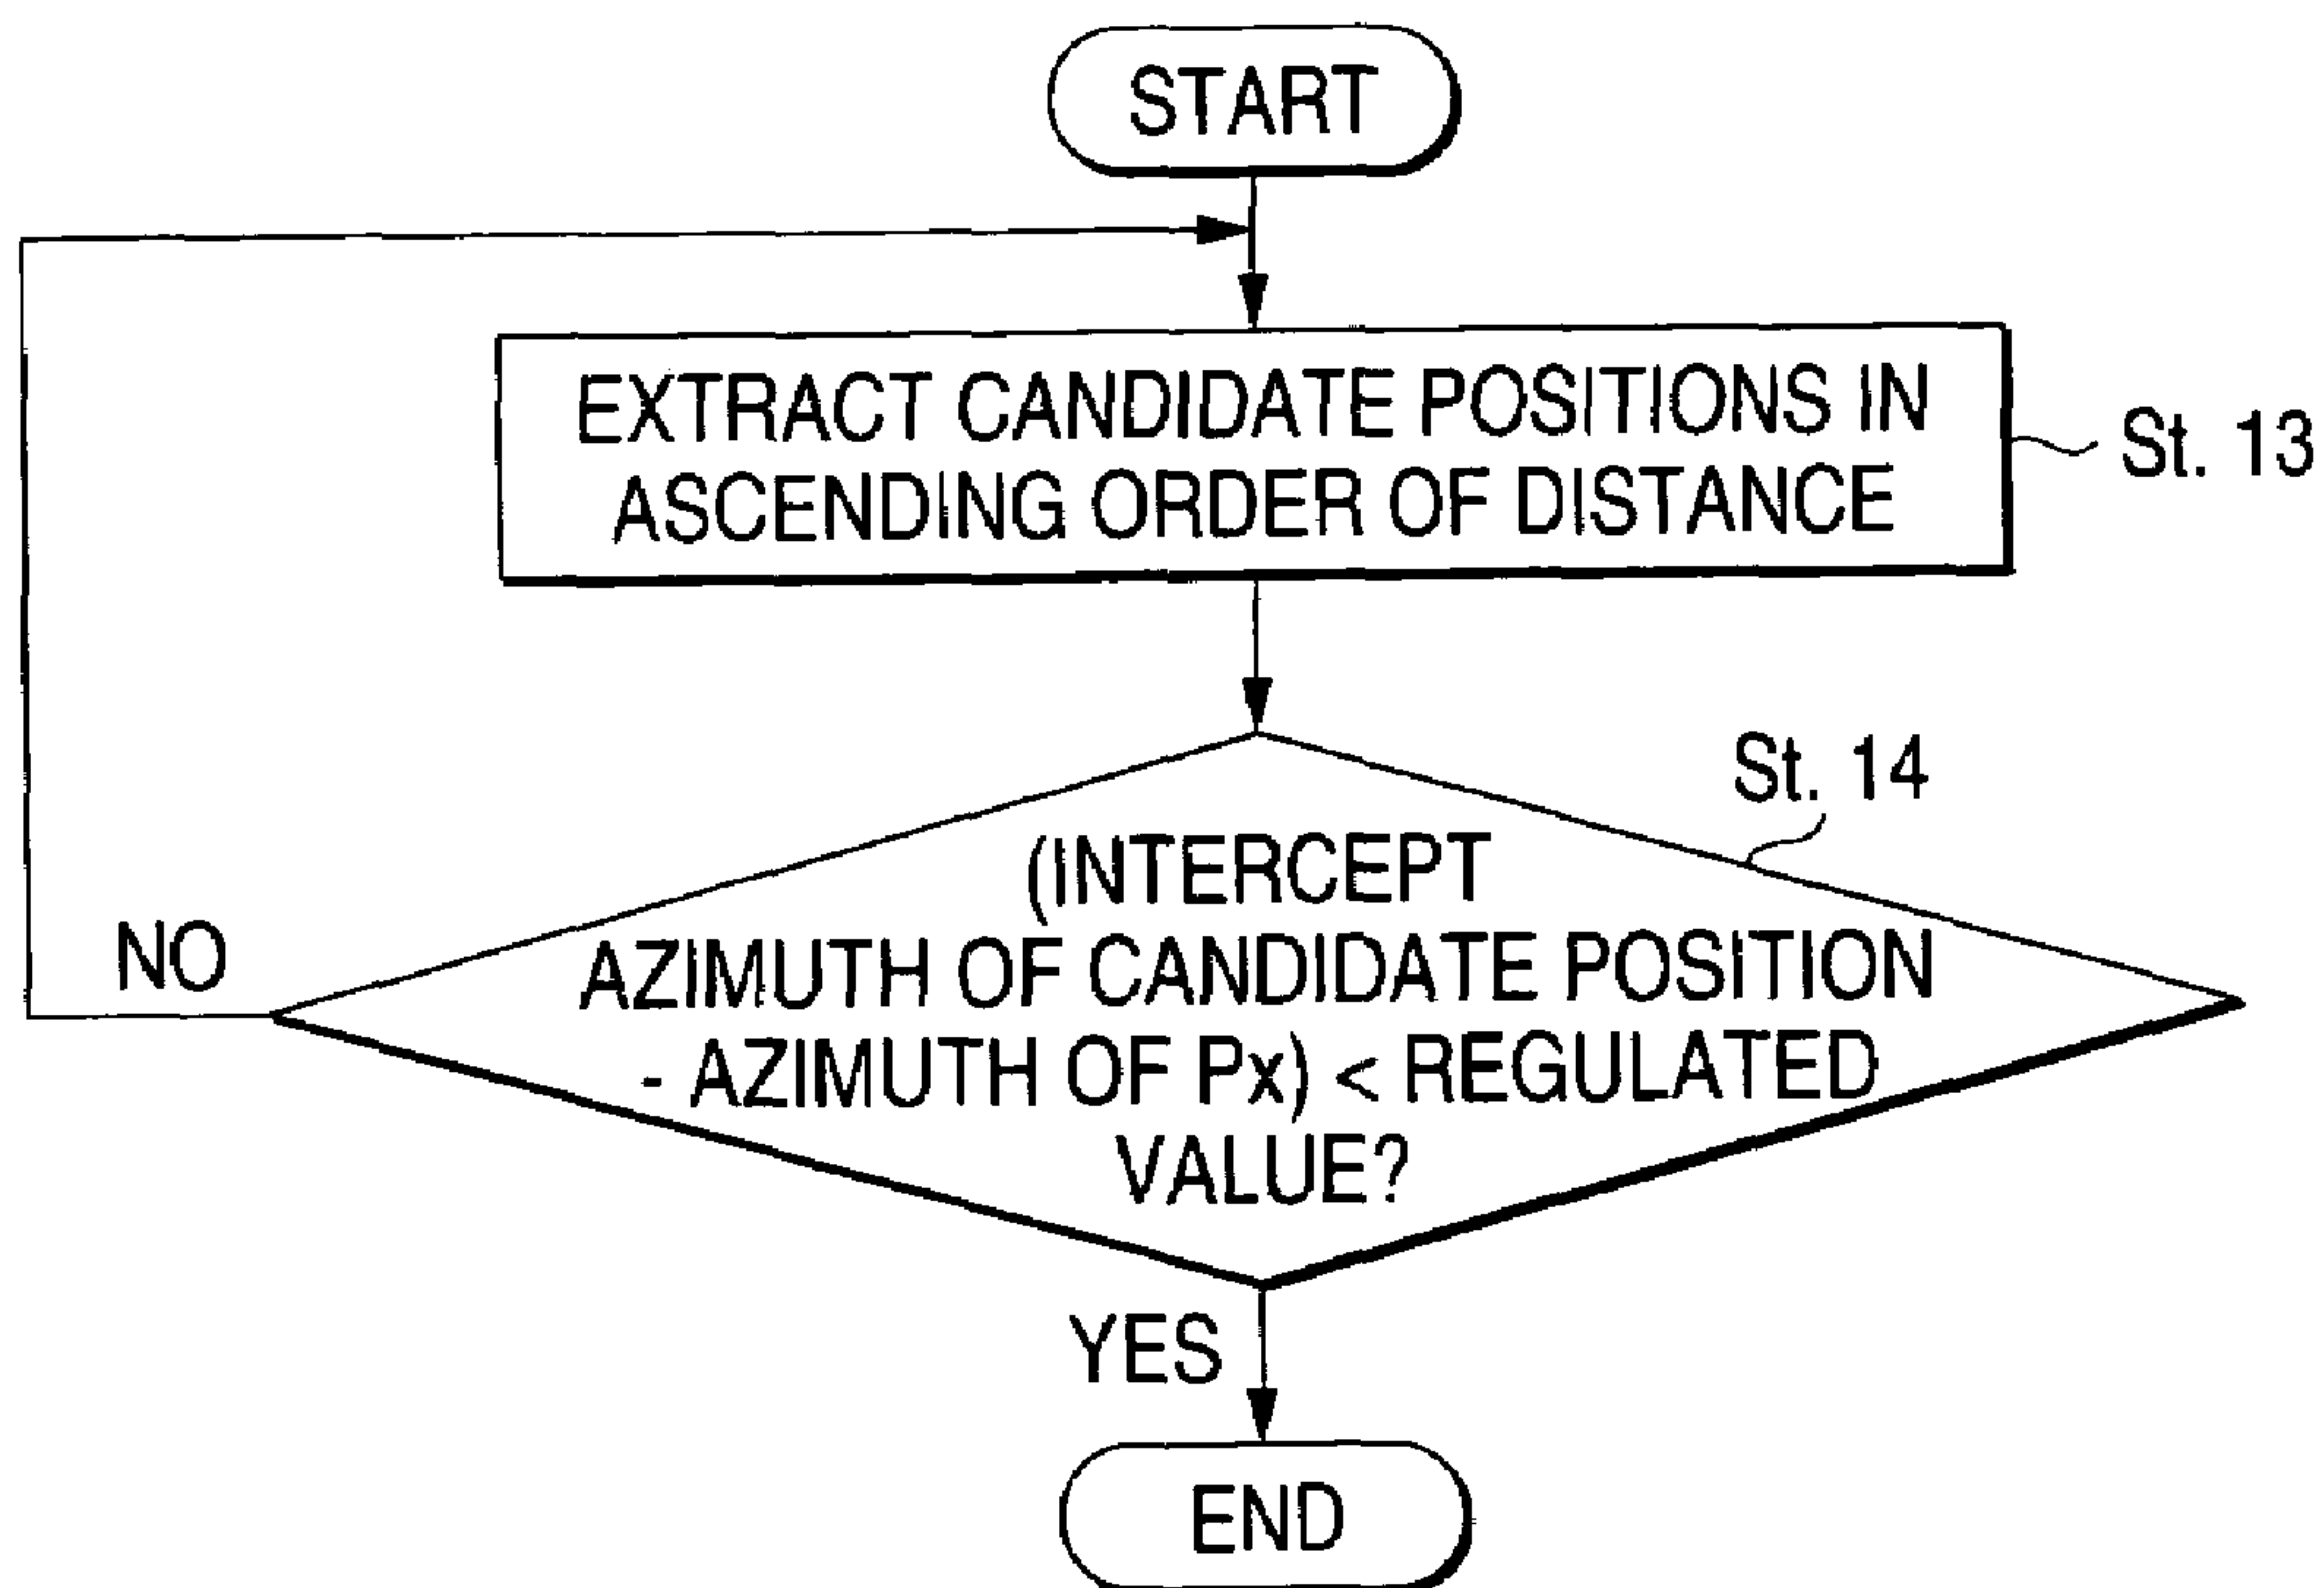 START
EXTRACT CANDIDATE POSITIONS IN
ASCENDING ORDER OF DISTANCE
St. 13
St. 14
(INTERCEPT
AZIMUTH OF CANDIDATE POSITION
- AZIMUTH OF Px) < REGULATED
VALUE?
NO
YES
END